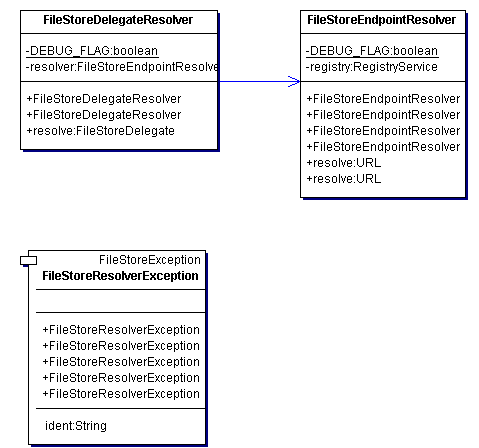 FileStoreDelegateResolver
-DEBUG_FLAG:boolean
-resolver:FileStoreEndpointResolve
+FileStoreDelegateResolver
+FileStoreDelegateResolver
+resolve:FileStoreDelegate
FileStoreEndpointResolver
-DEBUG_FLAG:boolean
-registry:RegistryService
+FileStoreEndpointResolver
+FileStoreEndpointResolver
+FileStoreEndpointResolver
+FileStoreEndpointResolver
+resolve:URL
+resolve:URL
FileStoreException
FileStoreResolverException
+FileStoreResolverException
+FileStoreResolverException
+FileStoreResolverException
+FileStoreResolverException
+FileStoreResolverException
ident:String